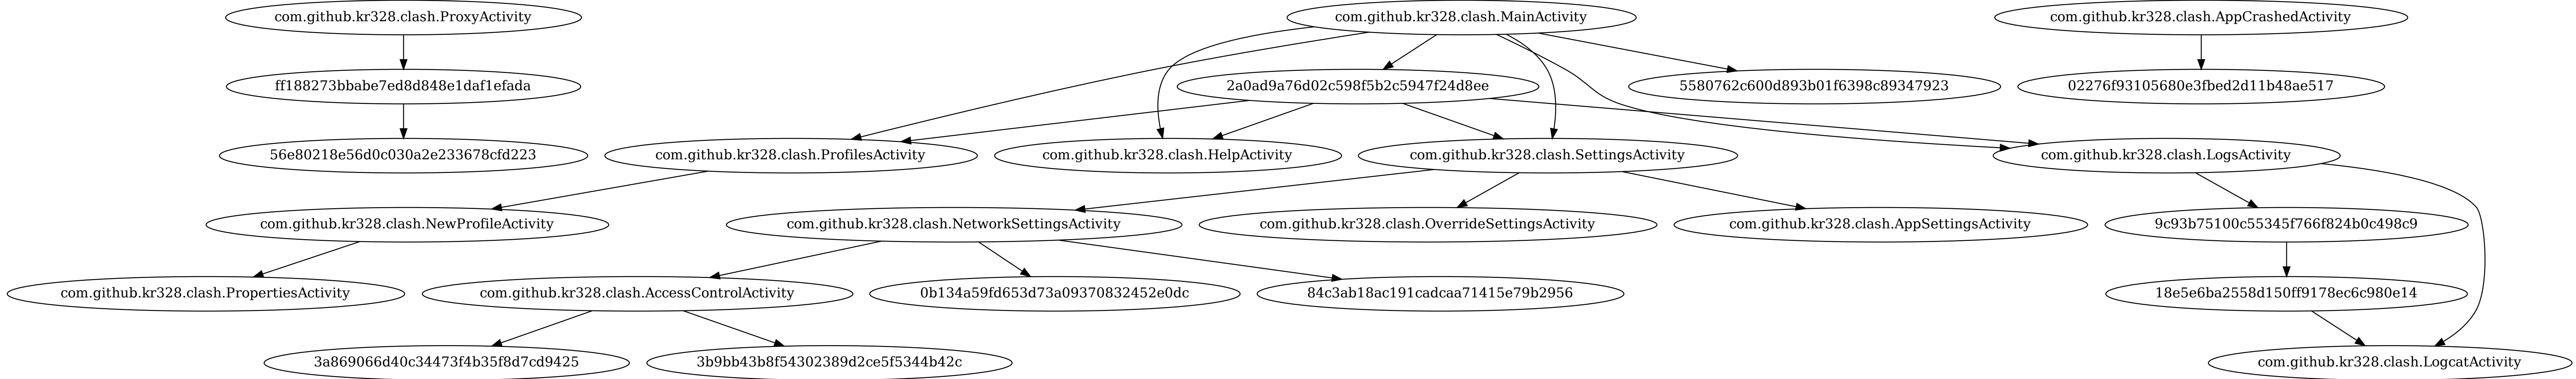 com.github.kr328.clash.ProxyActivity
com.github.kr328.clash.MainActivity
com.github.kr328.clash.AppCrashedActivity
ff188273bbabe7ed8d848e1daf1efada
2a0ad9a76d02c598f5b2c5947f24d8ee
5580762c600d893b01f6398c89347923
02276f93105680e3fbed2d11b48ae517
56e80218e56d0c030a2e233678cfd223
com.github.kr328.clash.ProfilesActivity
com.github.kr328.clash.HelpActivity
com.github.kr328.clash.SettingsActivity
com.github.kr328.clash.LogsActivity
com.github.kr328.clash.NewProfileActivity
com.github.kr328.clash.NetworkSettingsActivity
com.github.kr328.clash.OverrideSettingsActivity
com.github.kr328.clash.AppSettingsActivity
9c93b75100c55345f766f824b0c498c9
com.github.kr328.clash.PropertiesActivity
com.github.kr328.clash.AccessControlActivity
0b134a59fd653d73a09370832452e0dc
84c3ab18ac191cadcaa71415e79b2956
18e5e6ba2558d150ff9178ec6c980e14
3a869066d40c34473f4b35f8d7cd9425
3b9bb43b8f54302389d2ce5f5344b42c
com.github.kr328.clash.LogcatActivity